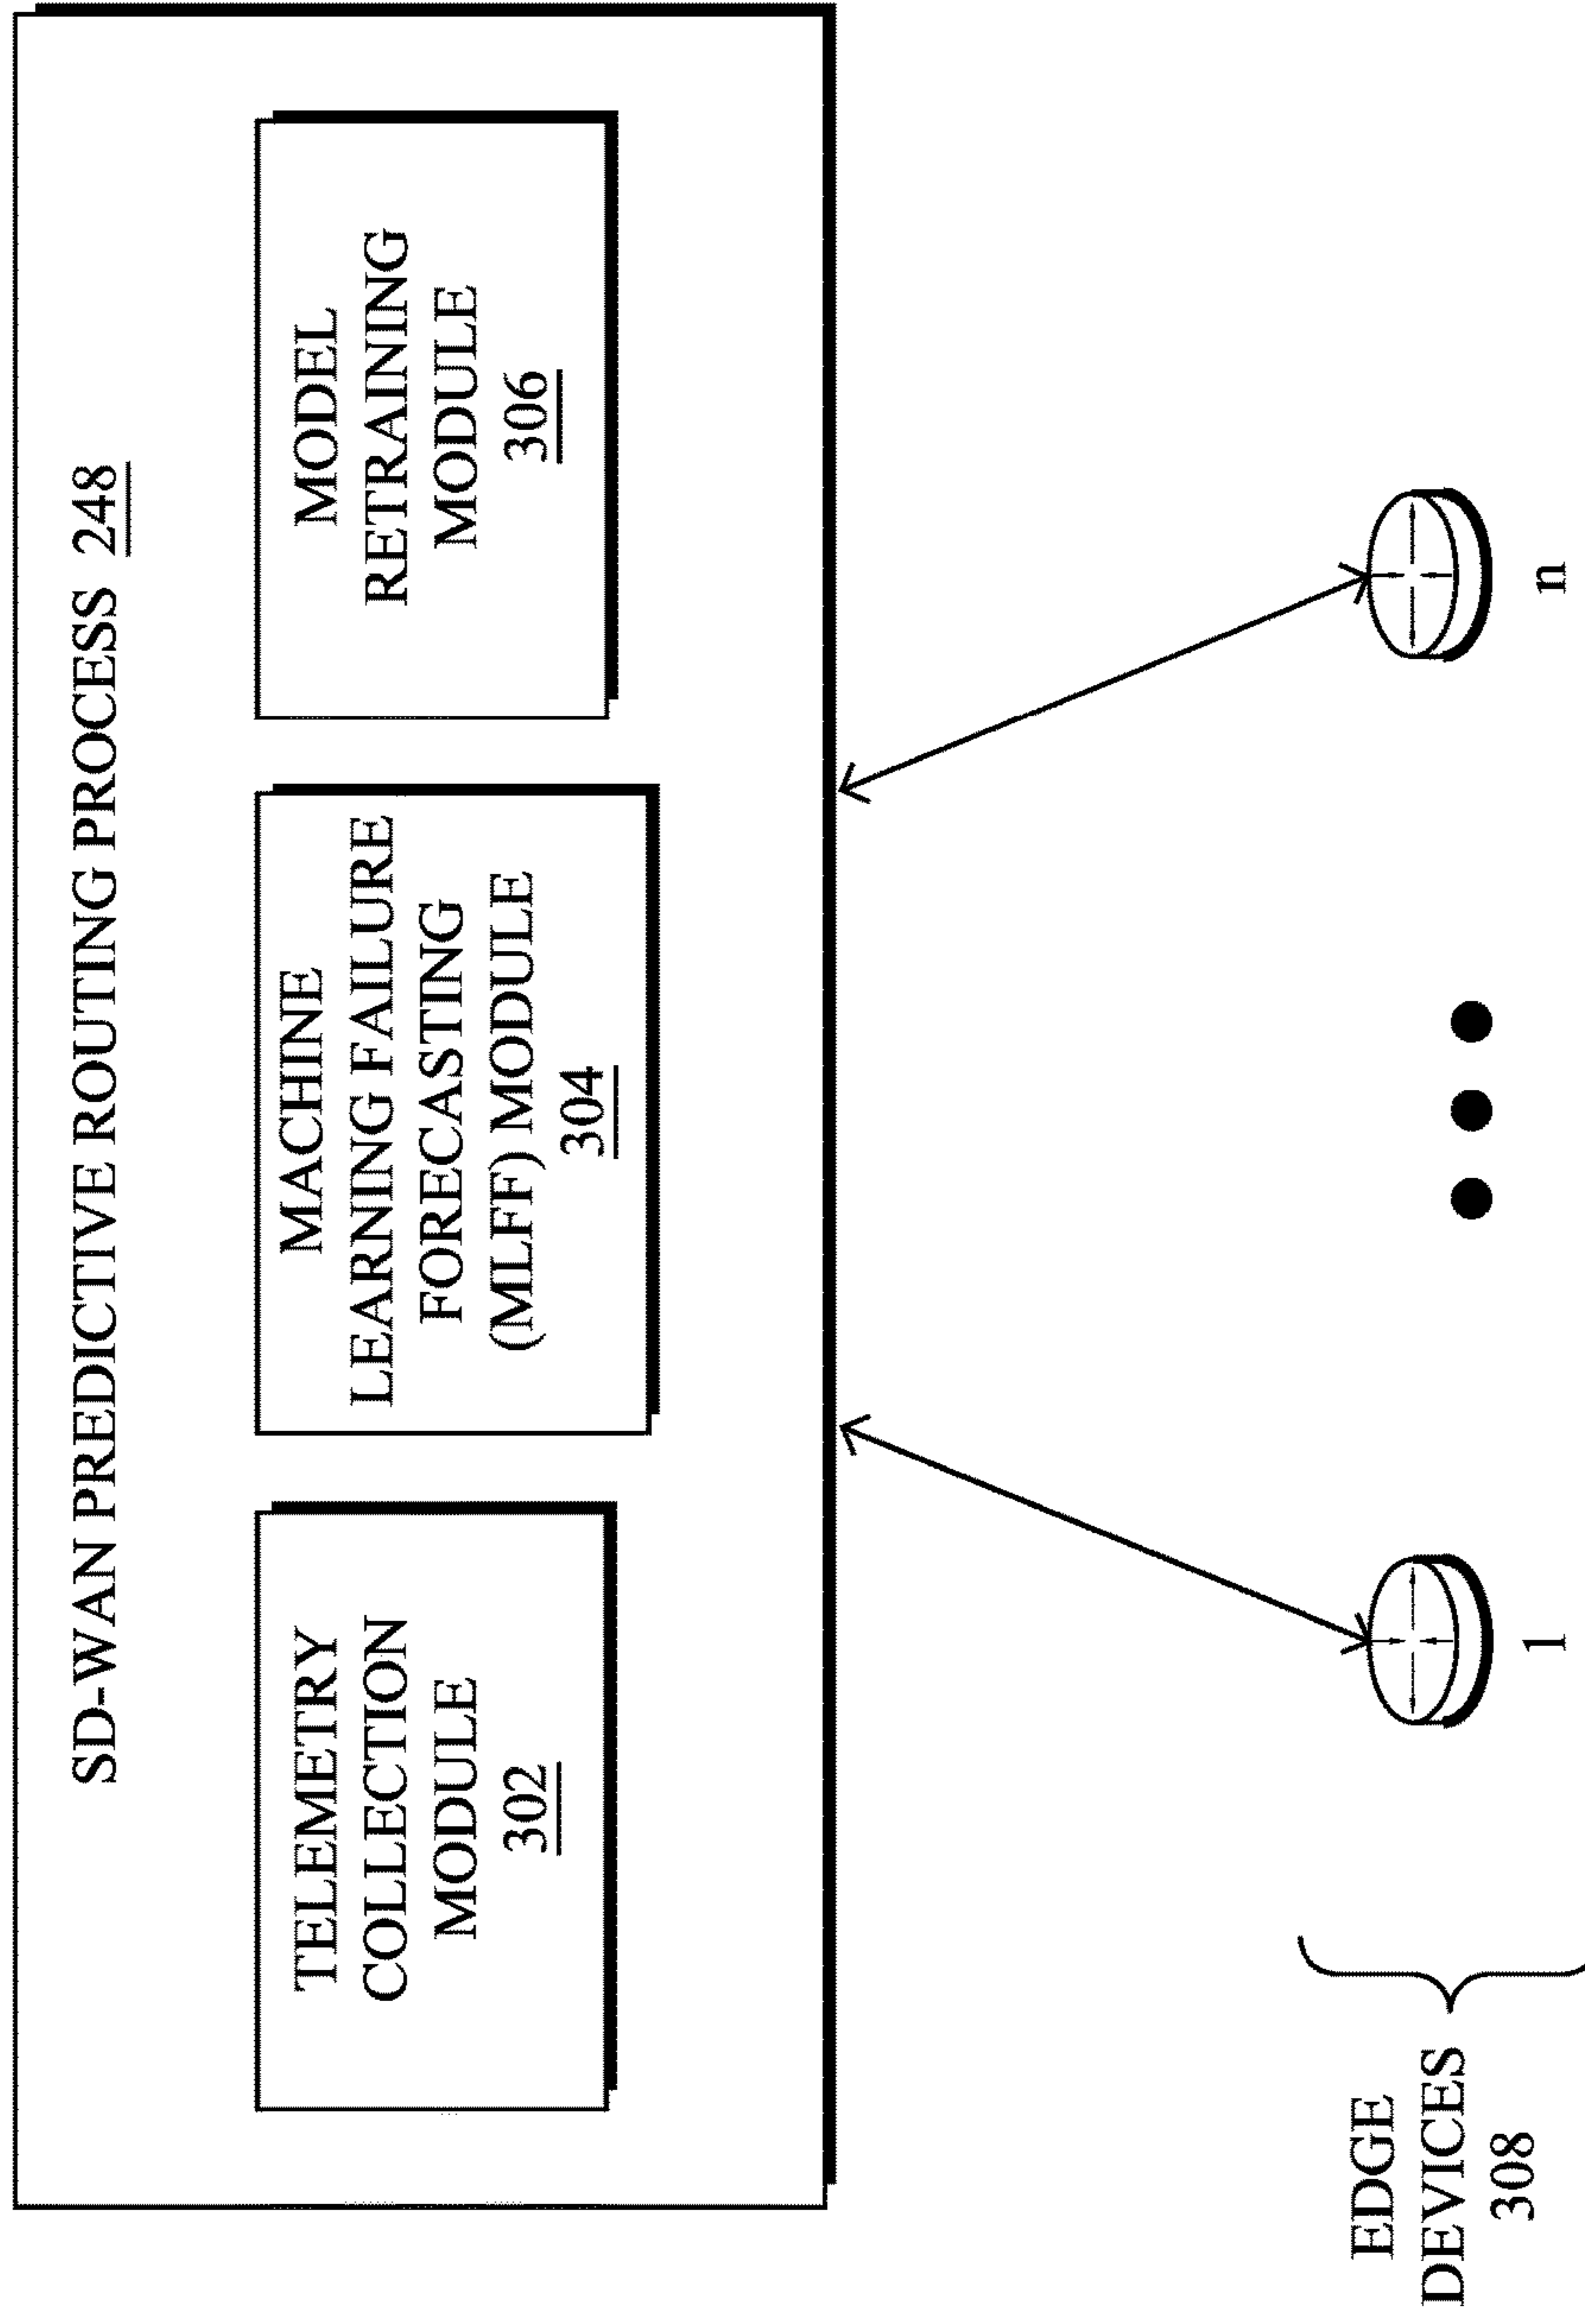 SD-WAN PREDICTIVE ROUTING PROCESS 248
TELEMETRY
COLLECTION
MODULE
302
MACHINE
LEARNING FAILURE
FORECASTING
(MLFF) MODULE
304
MODEL
RETRAINING
MODULE
306
EDGE
DEVICES
308
1
n